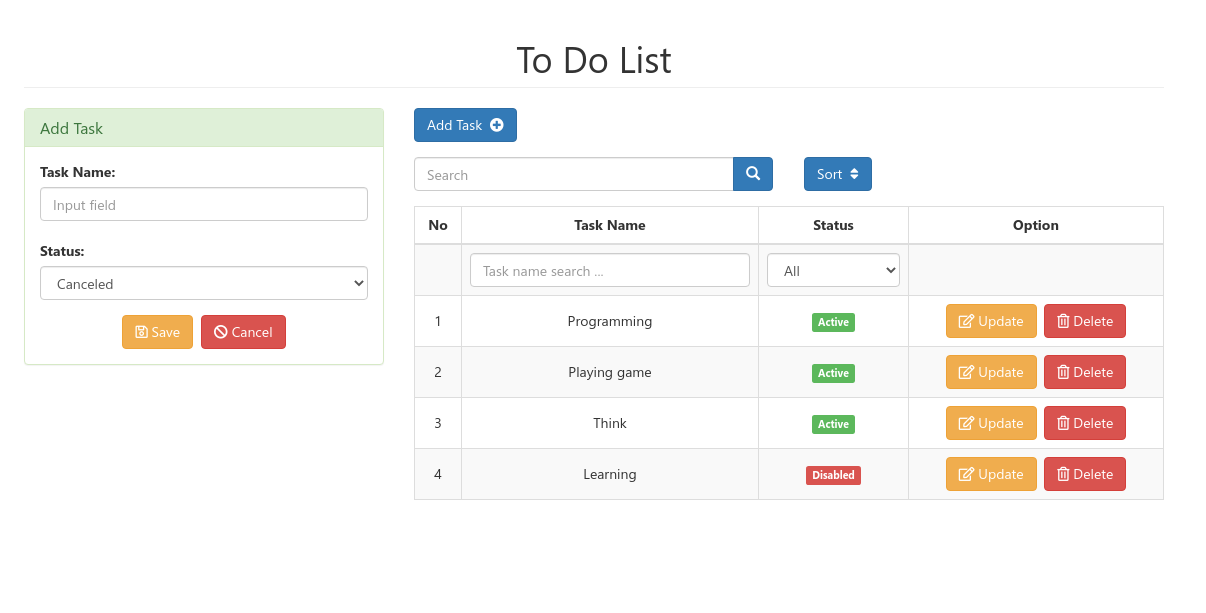 To Do List
Add Task
Task Name:
Input field
Status:
Canceled
Save Cancel
Add Task
Search
Sort
No Task Name Status Option
Task name search ... All
1 Programming Active Update Delete
2 Playing game Active Update Delete
3 Think Active Update Delete
4 Learning Disabled Update Delete